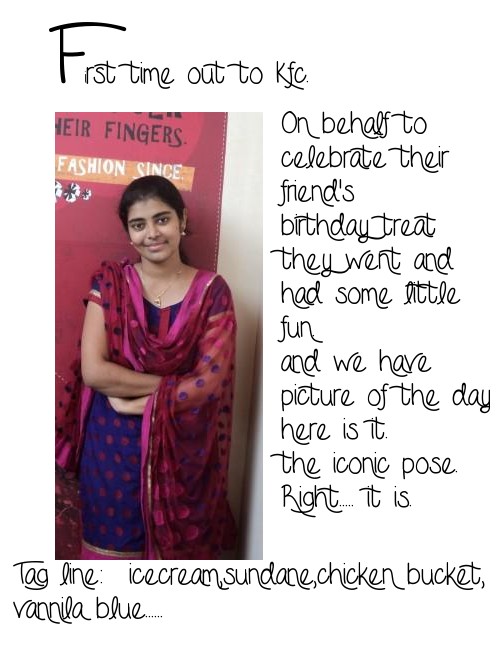 First time out to Kfc.
HEIR FINGERS.
FASHION SINCE
On behalf to
celebrate their
friend's
birthday treat
they went and
had some little
fun
and we have
picture of the day
here is it.
the iconic pose.
Right..... it is.
Tag line: icecream,sundane,chicken bucket,
vannila blue......